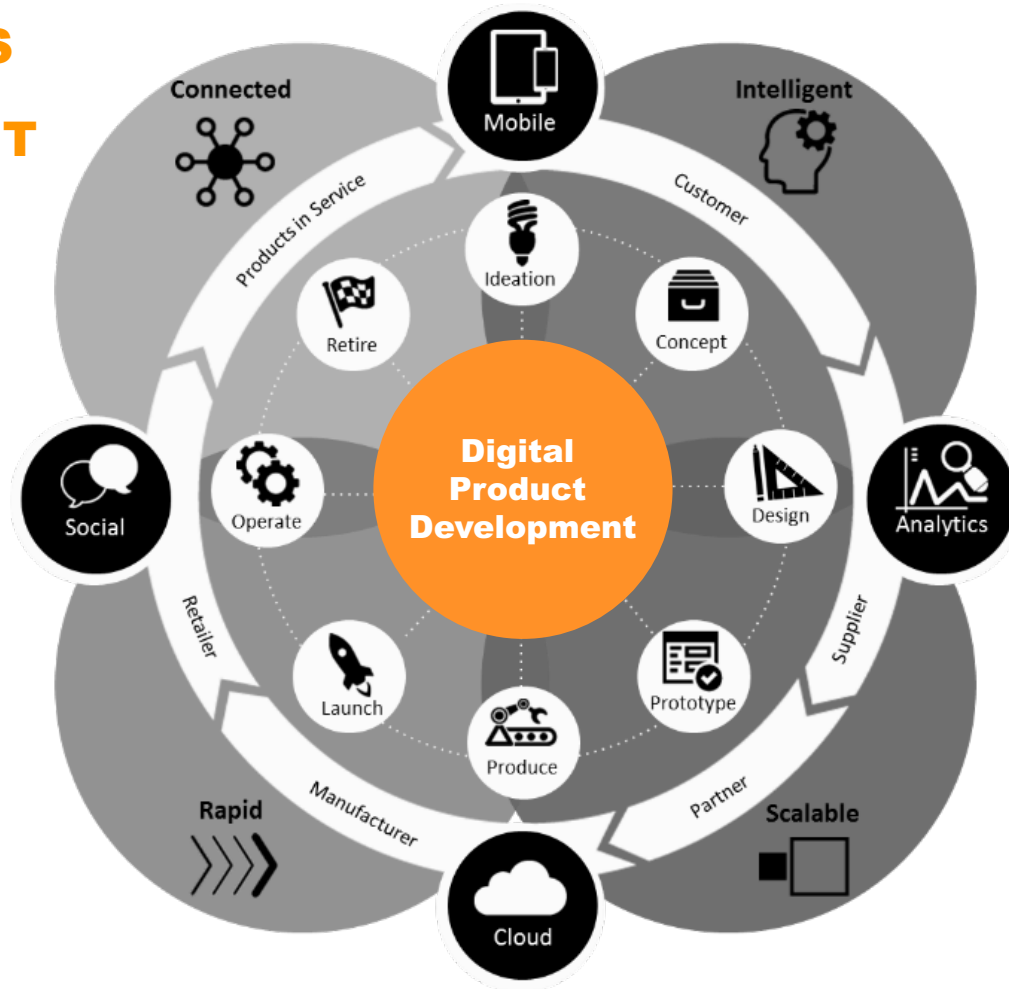 S
T
Connected
Mobile
Intelligent
Products in Service
Customer
Ideation
Retire
Concept
Digital
Product
Development
Social
Operate
Design
Analytics
Retailer
Supplier
Launch
Prototype
Produce
Manufacturer
Partner
Rapid
Scalable
Cloud